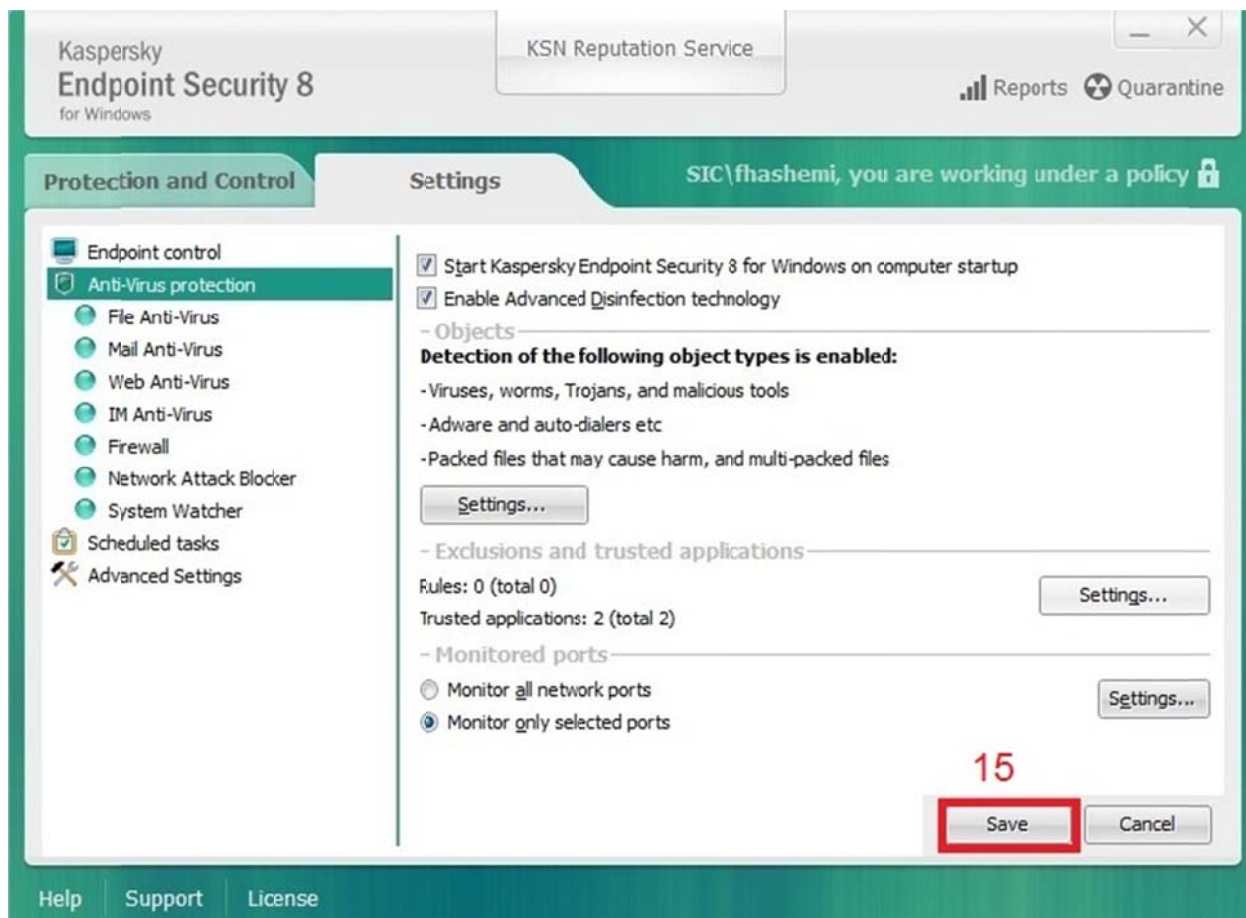 Kaspersky
Endpoint Security 8
for Windows
KSN Reputation Service
Reports
Quarantine
Protection and Control
Settings
SIC\fhashemi, you are working under a policy
Endpoint control
Anti-Virus protection
File Anti-Virus
Mail Anti-Virus
Web Anti-Virus
IM Anti-Virus
Firewall
Network Attack Blocker
System Watcher
Scheduled tasks
Advanced Settings
Start Kaspersky Endpoint Security 8 for Windows on computer startup
Enable Advanced Disinfection technology
- Objects
Detection of the following object types is enabled:
-Viruses, worms, Trojans, and malicious tools
-Adware and auto-dialers etc
-Packed files that may cause harm, and multi-packed files
Settings...
- Exclusions and trusted applications
Rules: 0 (total 0)
Settings...
Trusted applications: 2 (total 2)
- Monitored ports
Monitor all network ports
Settings...
Monitor only selected ports
15
Save
Cancel
Help
Support
License